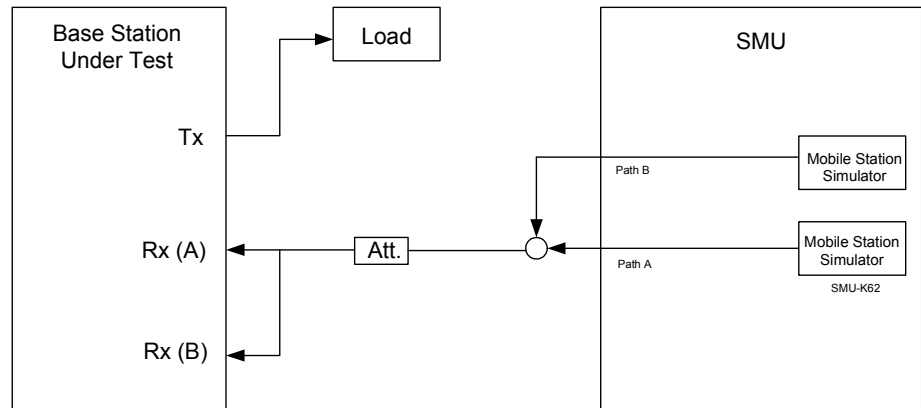 Base Station
Under Test
Load
SMU
Tx
Mobile Station
Simulator
Path B
Rx (A)
Att.
Mobile Station
Simulator
Path A
SMU-K62
Rx (B)